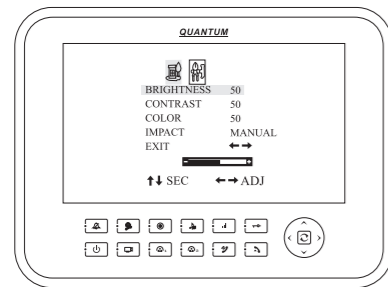 QUANTUM
BRIGHTNESS 50
CONTRAST 50
COLOR 50
IMPACT MANUAL
EXIT ←→
- +
↑↓ SEC ←→ ADJ